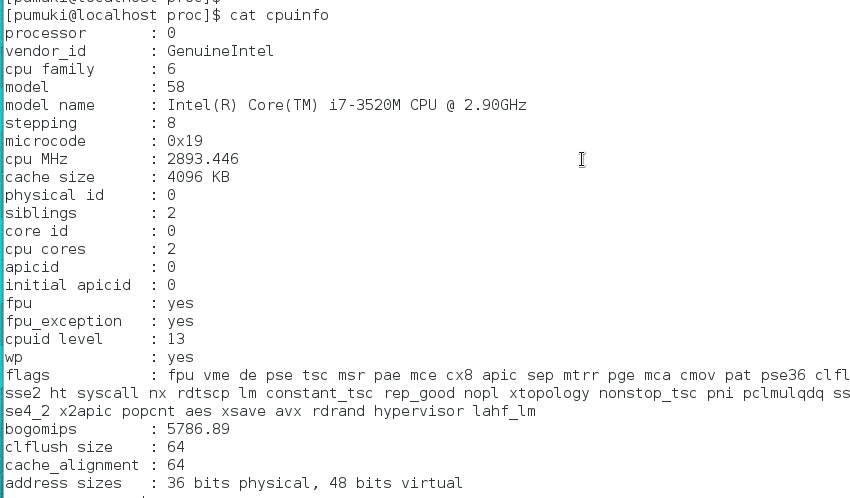 [pumuki@localhost proc]$ cat cpuinfo
processor : 0
vendor_id : GenuineIntel
cpu family : 6
model : 58
model name : Intel(R) Core(TM) i7-3520M CPU @ 2.90GHz
stepping : 8
microcode : 0x19
cpu MHz : 2893.446
cache size : 4096 KB
physical id : 0
siblings : 2
core id : 0
cpu cores : 2
apicid : 0
initial apicid : 0
fpu : yes
fpu_exception : yes
cpuid level : 13
wp : yes
flags : fpu vme de pse tsc msr pae mce cx8 apic sep mtrr pge mca cmov pat pse36 clfl
sse2 ht syscall nx rdtscp lm constant_tsc rep_good nopl xtopology nonstop_tsc pni pclmulqdq ss
se4_2 x2apic popcnt aes xsave avx rdrand hypervisor lahf_lm
bogomips : 5786.89
clflush size : 64
cache_alignment : 64
address sizes : 36 bits physical, 48 bits virtual